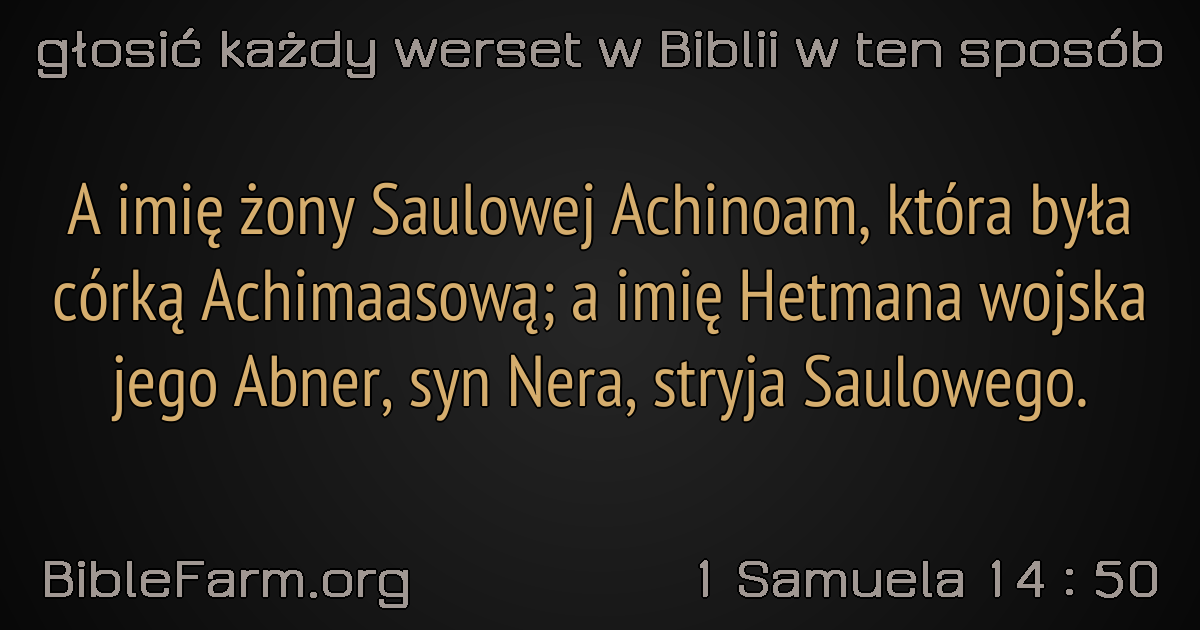 głosić każdy werset w Biblii w ten sposób
A imię żony Saulowej Achinoam, która była
córką Achimaasową; a imię Hetmana wojska
jego Abner, syn Nera, stryja Saulowego.
BibleFarm.org
1 Samuela 14 : 50